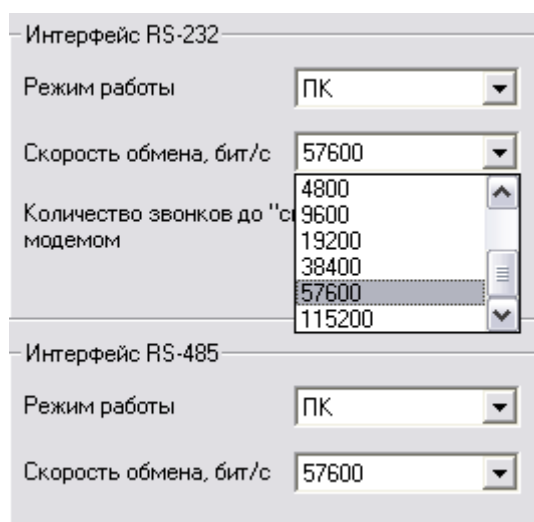 Интерфейс RS-232
Режим работы ПК
Скорость обмена, бит/с 57600
4800
Количество звонков до "
9600
модемом
19200
38400
57600
115200
Интерфейс RS-485
Режим работы ПК
Скорость обмена, бит/с 57600